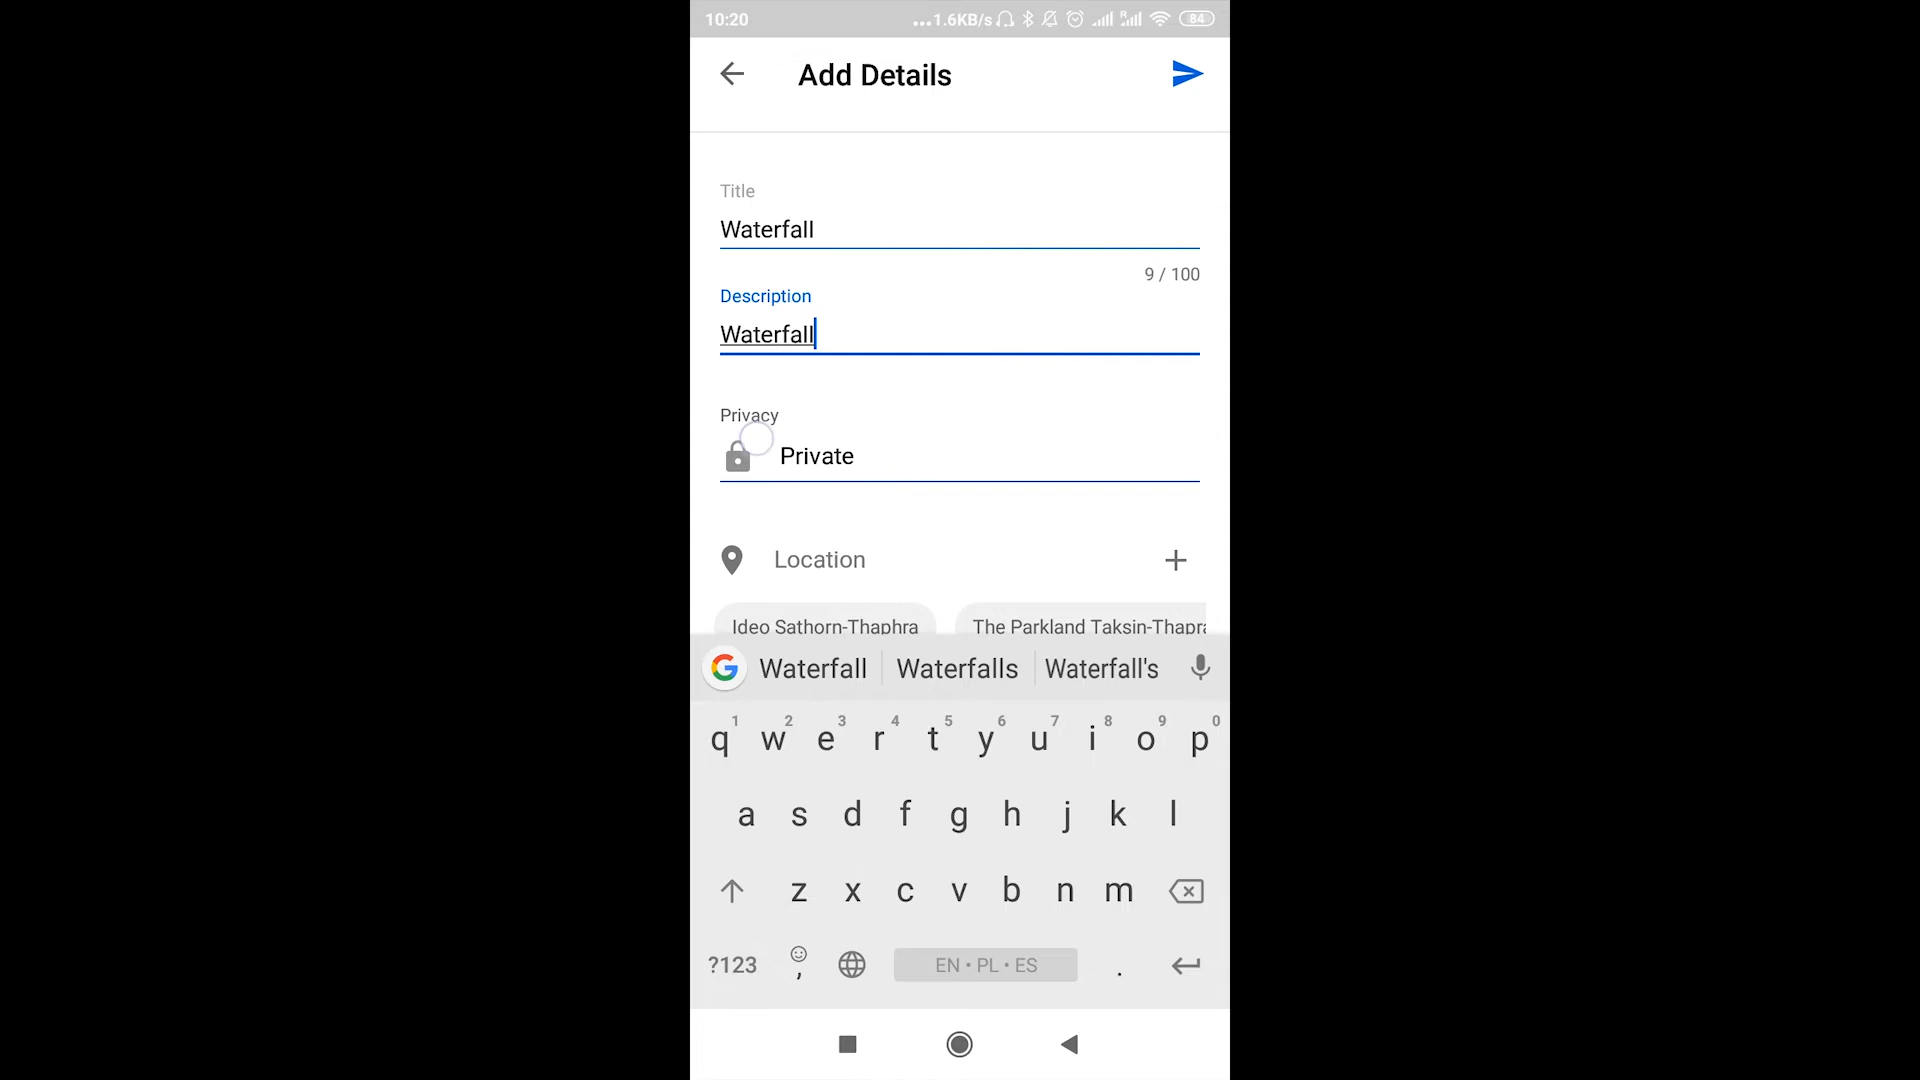 10:20 ...1.6KB/s R 84
Add Details
Title
Waterfall
9 / 100
Description
Waterfall
Privacy
Private
Location
Ideo Sathorn-Thaphra The Parkland Taksin-Thapra
G Waterfall Waterfalls Waterfall's
1 2 3 4 5 6 7 8 9 0
q w e r t y u i o p
a s d f g h j k l
z x c v b n m
?123 , EN • PL • ES .